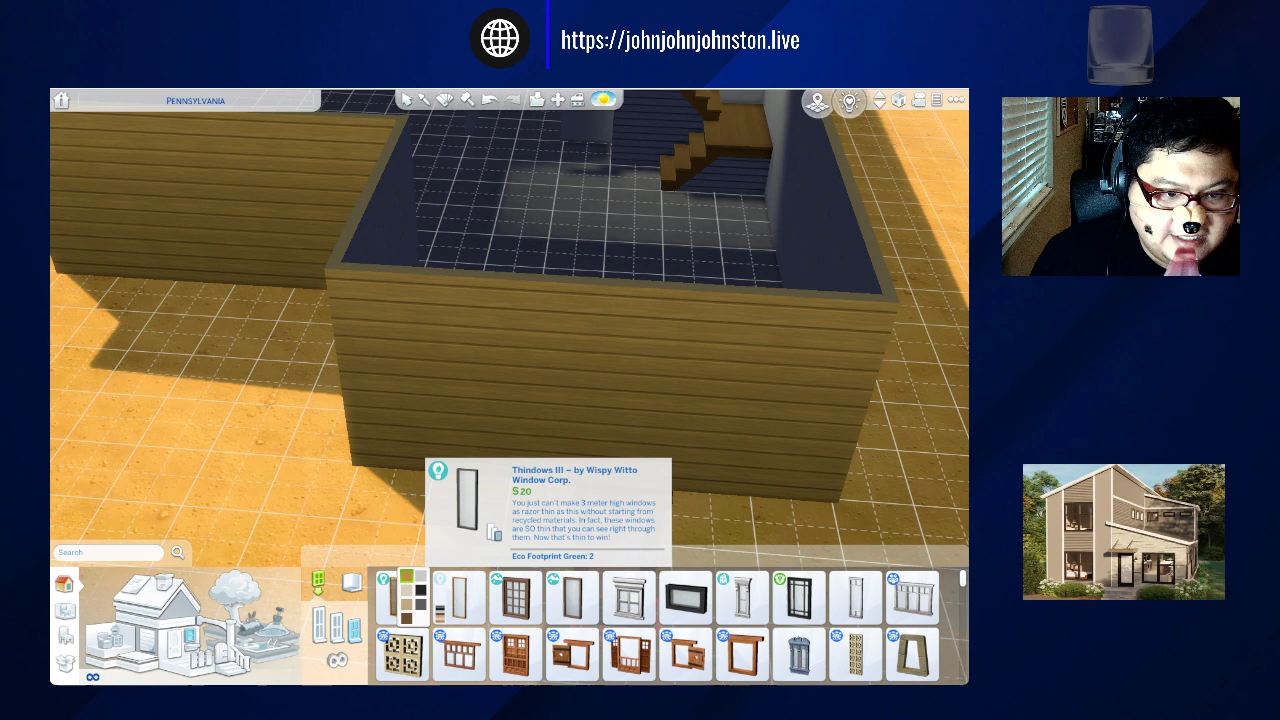 https://johnjohnjohnston.live
PENNSYLVANIA
Thindows III – by Wispy Witto
Window Corp.
§20
You just can't make 3 meter high windows
as razor thin as this without starting from
recycled materials. In fact, these windows
are SO thin that you can see right through
them. Now that's thin to win!
Eco Footprint Green: 2
Search